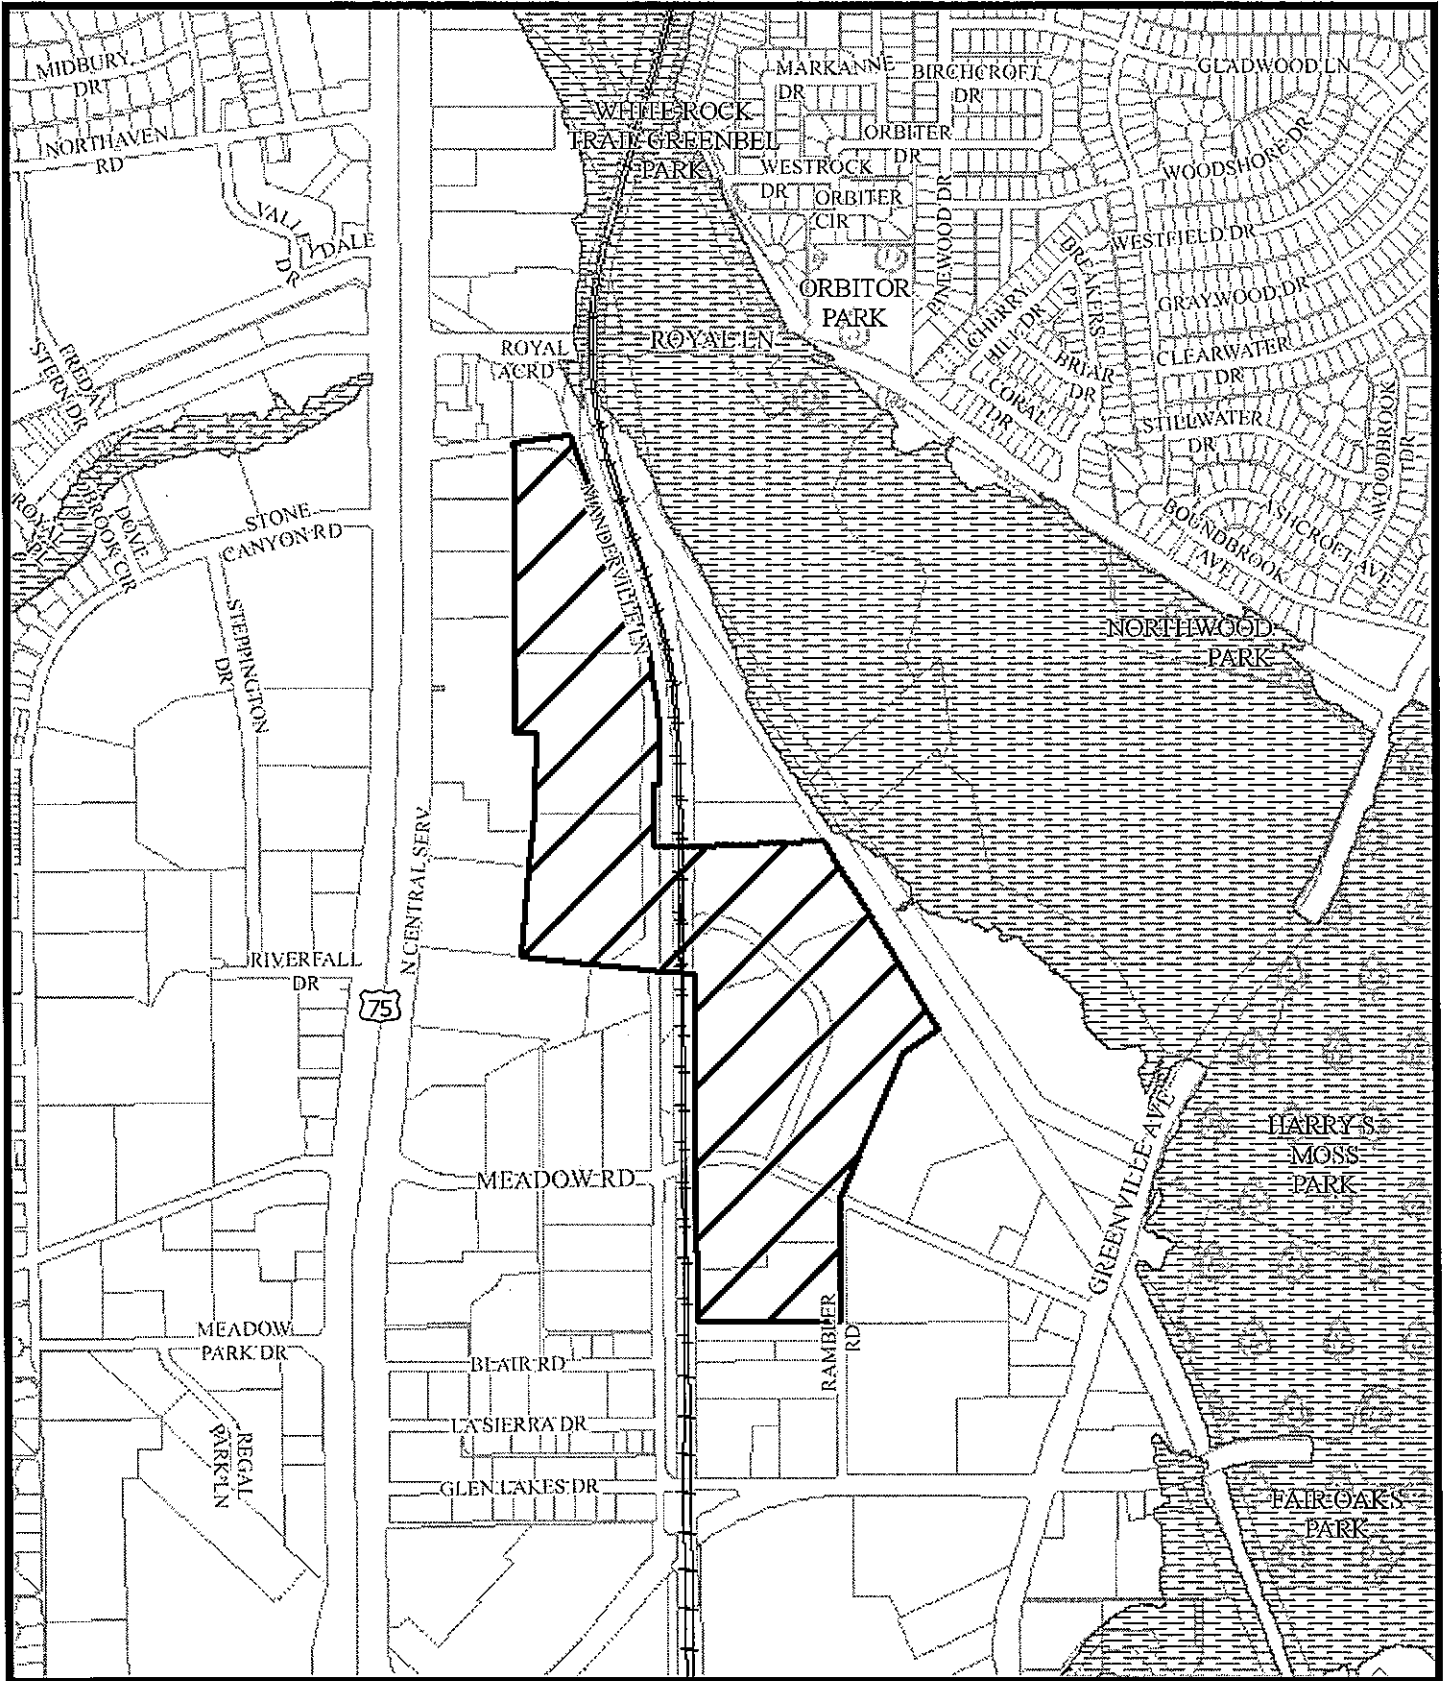 MIDBURY
DR
NORTHAVEN
RD
VALLEYDALE
DR
WHITE ROCK
TRAIL GREENBEL
PARK
MARKANNE
DR
BIRCHCROFT
DR
GLADWOOD LN
ORBITER
DR
WESTROCK
DR
ORBITER
CIR
WOODSHORE DR
PINEWOOD DR
WESTFIELD DR
BREAKERS
PT
ORBITOR
PARK
CHERRY
HILL DR
GRAYWOOD DR
ROYAL LN
ROYAL
ACRD
FREDA
STERN DR
BRIAR
DR
CLEARWATER
DR
CORAL
DR
STILLWATER
DR
WOODBROOK
DR
ROYAL
PL
DOVE
BROOK CIR
STONE
CANYON RD
MANDERVILLE LN
BOUNDBROOK
AVE
ASHCROFT AVE
STEPPINGTON
DR
NORTHWOOD
PARK
N CENTRAL SERV
RIVERFALL
DR
75
MEADOW RD
GREENVILLE AVE
HARRY S
MOSS
PARK
MEADOW
PARK DR
BLAIR RD
RAMBLER
RD
LA SIERRA DR
REGAL
PARK LN
GLEN LAKES DR
FAIR OAKS
PARK